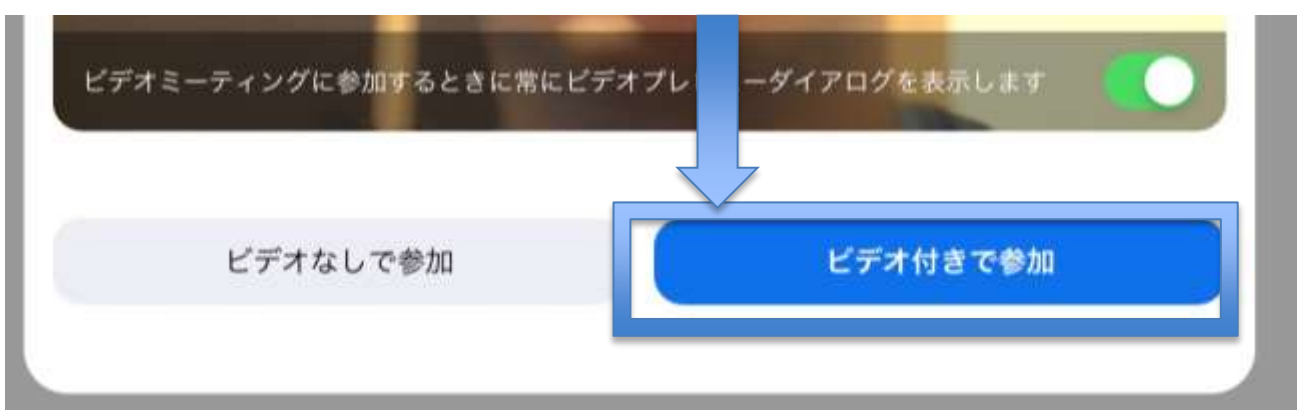 ビデオミーティングに参加するときに常にビデオプレ ーダイアログを表示します
ビデオなしで参加
ビデオ付きで参加